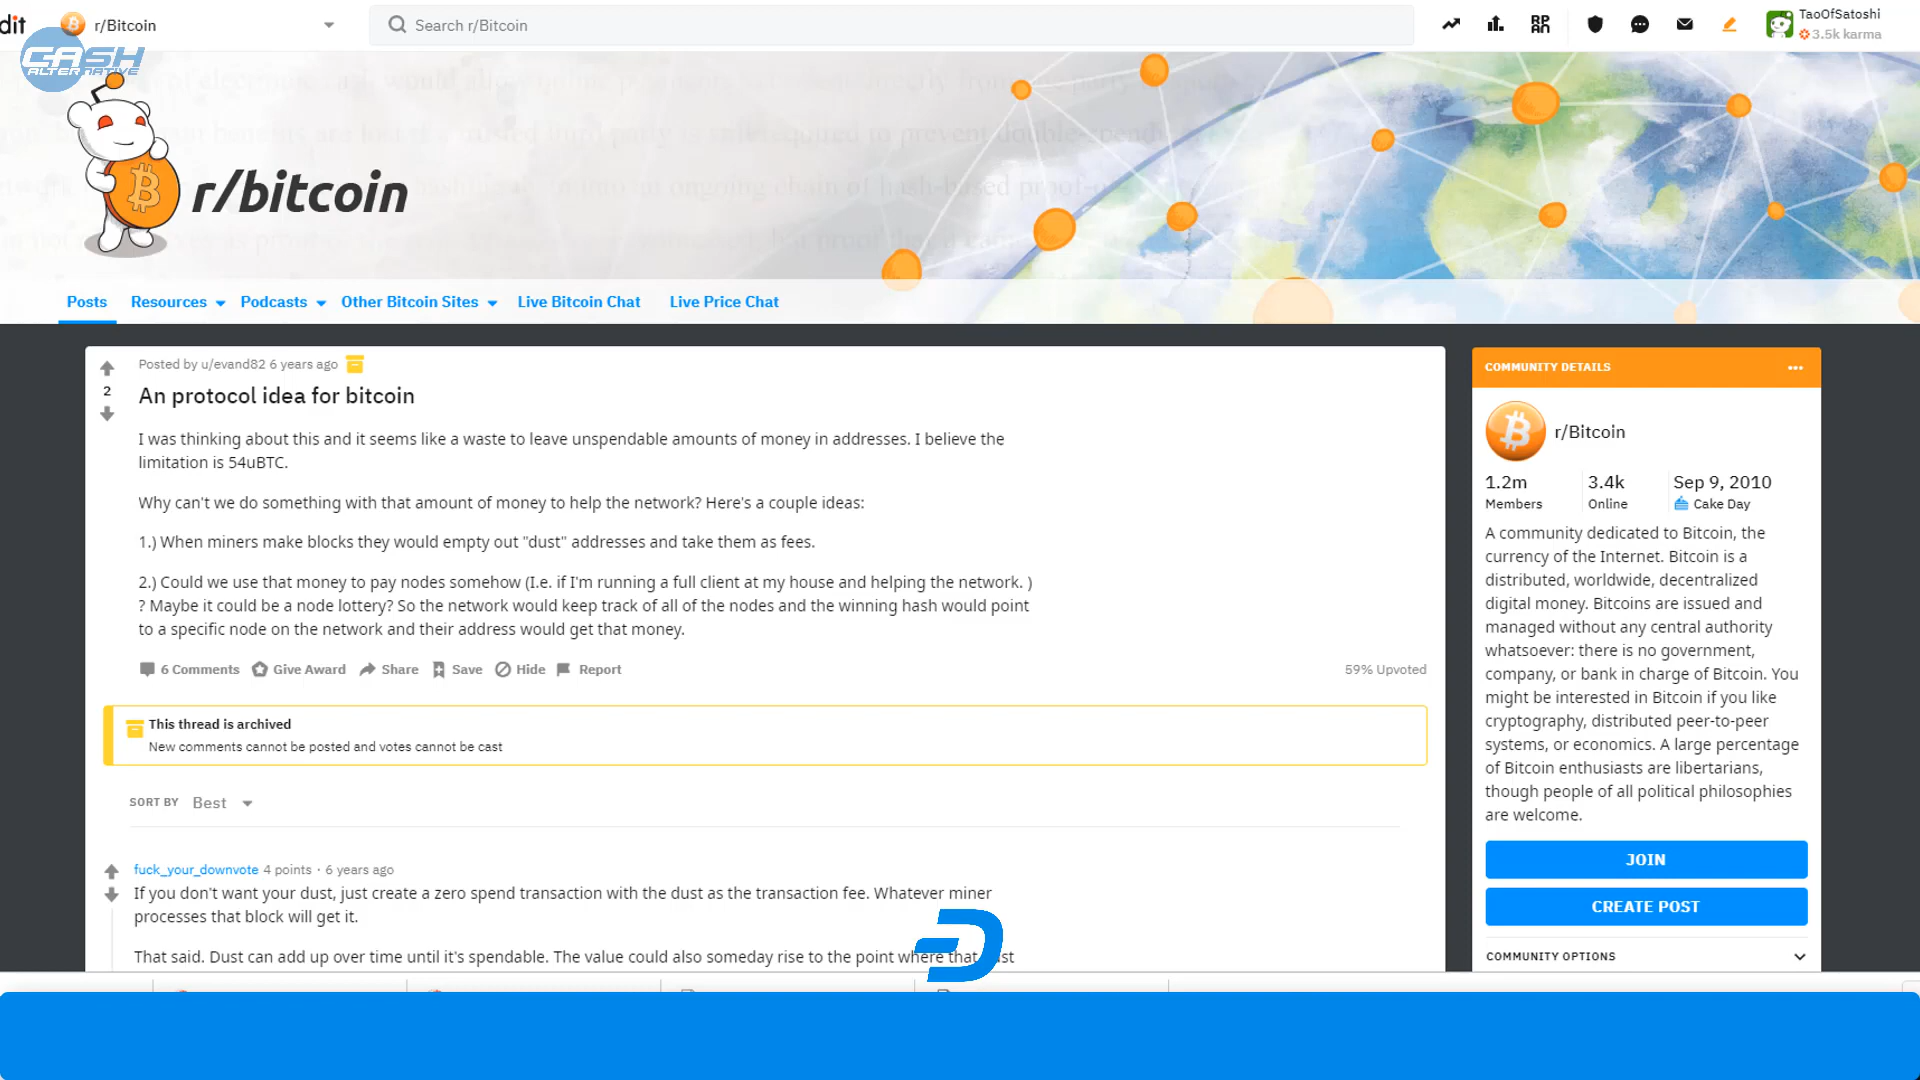 dit
r/Bitcoin
Search r/Bitcoin
TaoOfSatoshi
3.5k karma
CASH
ALTERNATIVE
r/bitcoin
Posts
Resources
Podcasts
Other Bitcoin Sites
Live Bitcoin Chat
Live Price Chat
Posted by u/evand82 6 years ago
2
An protocol idea for bitcoin
I was thinking about this and it seems like a waste to leave unspendable amounts of money in addresses. I believe the
limitation is 54uBTC.
Why can't we do something with that amount of money to help the network? Here's a couple ideas:
1.) When miners make blocks they would empty out "dust" addresses and take them as fees.
2.) Could we use that money to pay nodes somehow (I.e. if I'm running a full client at my house and helping the network. )
? Maybe it could be a node lottery? So the network would keep track of all of the nodes and the winning hash would point
to a specific node on the network and their address would get that money.
6 Comments
Give Award
Share
Save
Hide
Report
59% Upvoted
This thread is archived
New comments cannot be posted and votes cannot be cast
SORT BY Best
fuck_your_downvote 4 points · 6 years ago
If you don't want your dust, just create a zero spend transaction with the dust as the transaction fee. Whatever miner
processes that block will get it.
That said. Dust can add up over time until it's spendable. The value could also someday rise to the point where that
COMMUNITY DETAILS
r/Bitcoin
1.2m
Members
3.4k
Online
Sep 9, 2010
Cake Day
A community dedicated to Bitcoin, the
currency of the Internet. Bitcoin is a
distributed, worldwide, decentralized
digital money. Bitcoins are issued and
managed without any central authority
whatsoever: there is no government,
company, or bank in charge of Bitcoin. You
might be interested in Bitcoin if you like
cryptography, distributed peer-to-peer
systems, or economics. A large percentage
of Bitcoin enthusiasts are libertarians,
though people of all political philosophies
are welcome.
JOIN
CREATE POST
COMMUNITY OPTIONS